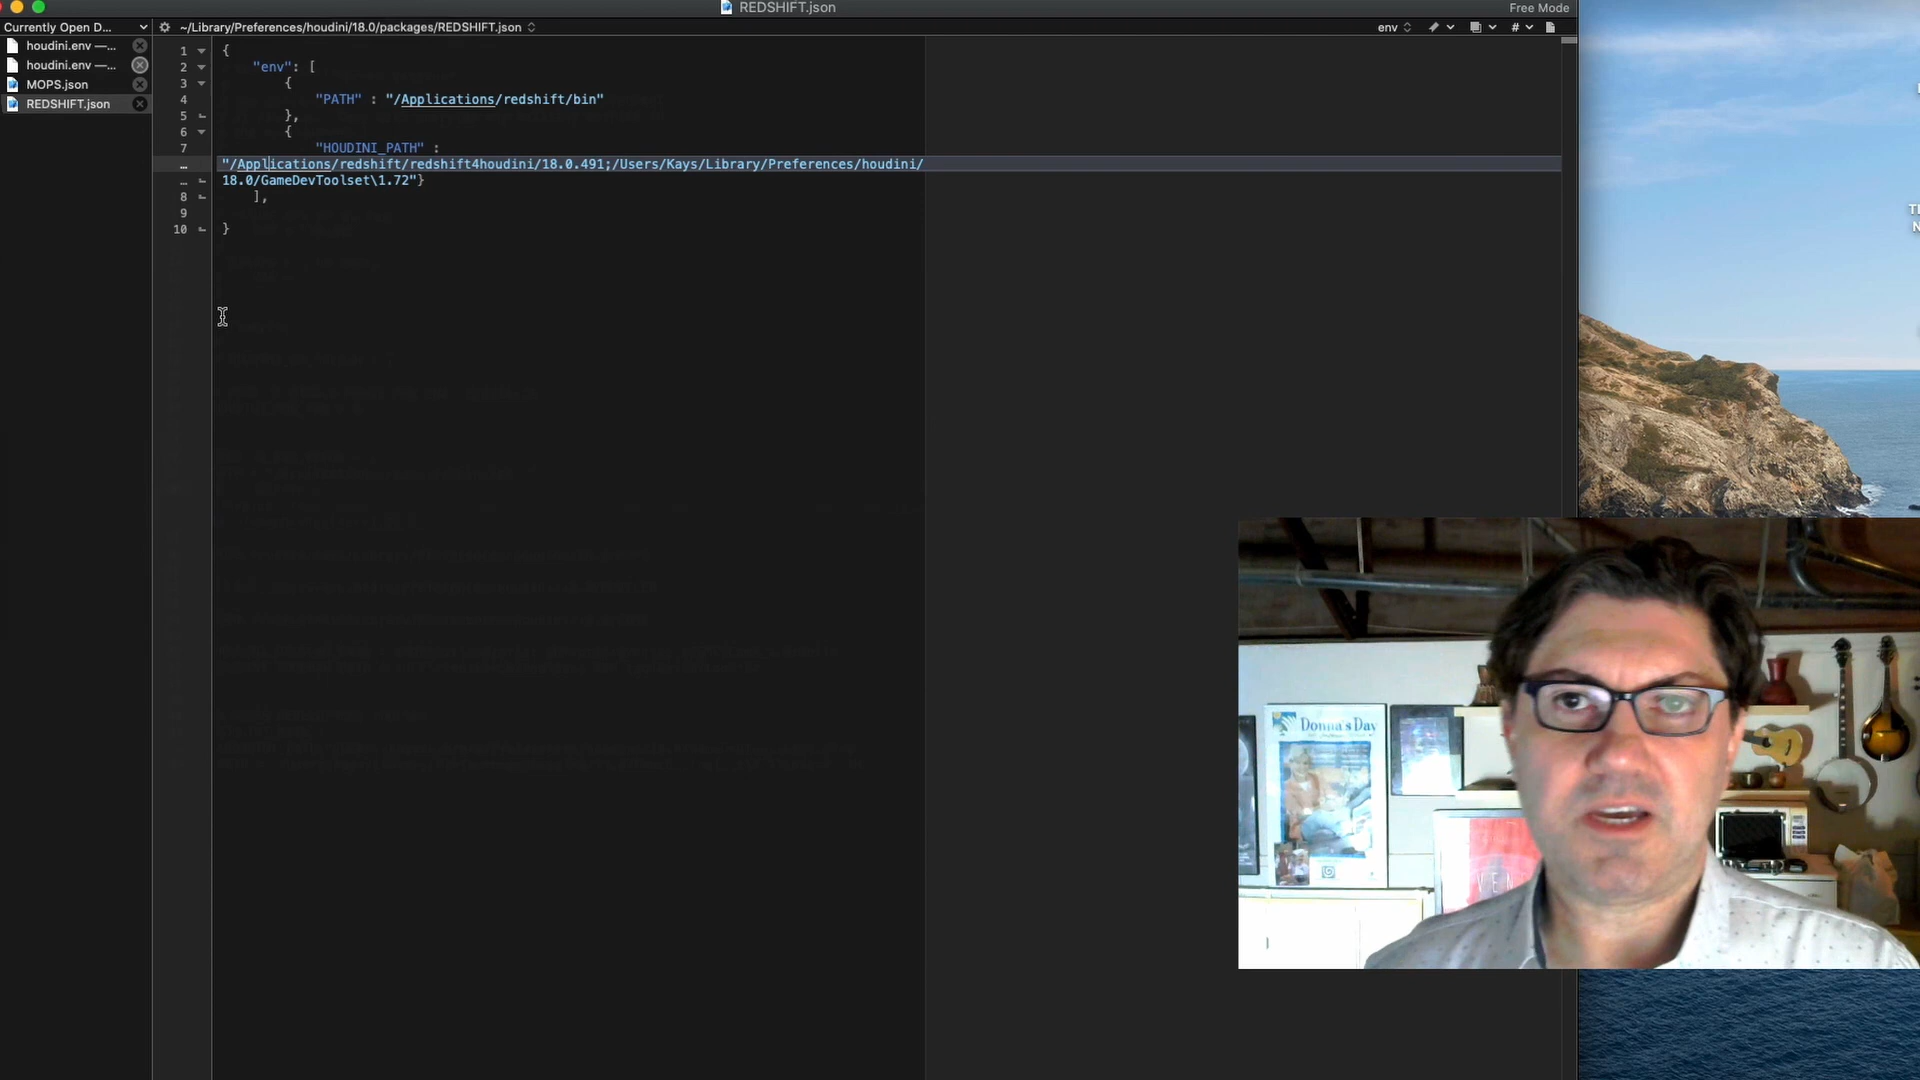 REDSHIFT.json
Free Mode
Currently Open D...
~/Library/Preferences/houdini/18.0/packages/REDSHIFT.json
env
#
houdini.env —...
houdini.env —...
MOPS.json
REDSHIFT.json
1 {
2 "env": [
3 {
4 "PATH" : "/Applications/redshift/bin"
5 },
6 {
7 "HOUDINI_PATH" :
… "/Applications/redshift/redshift4houdini/18.0.491;/Users/Kays/Library/Preferences/houdini/
… 18.0/GameDevToolset\1.72"}
8 ],
9
10 }
Donna's Day
VEN